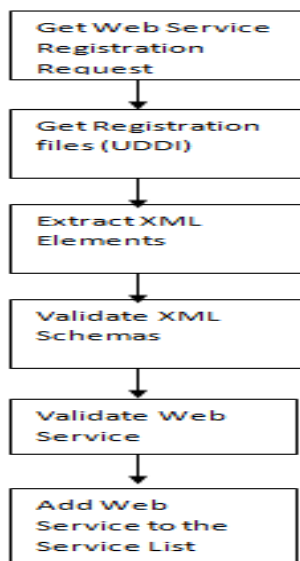 Get Web Service
Registration
Request
Get Registration
files (UDDI)
Extract XML
Elements
Validate XML
Schemas
Validate Web
Service
Add Web
Service to the
Service List